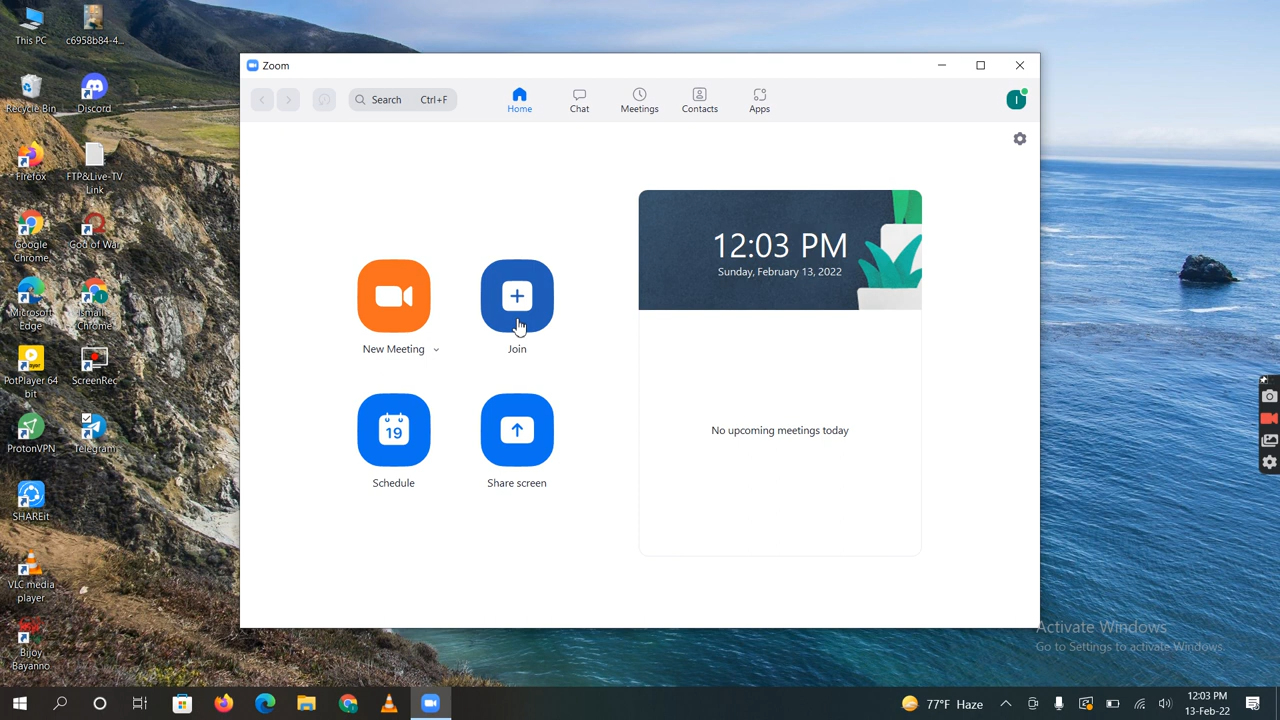 This PC
c6958b84-4...
Recycle Bin
Discord
Firefox
FTP&Live-TV
Link
Google
Chrome
God of War
Microsoft
Edge
Ismail -
Chrome
PotPlayer 64
bit
ScreenRec
ProtonVPN
Telegram
SHAREit
VLC media
player
Bijoy
Bayanno
Zoom
Search Ctrl+F
Home
Chat
Meetings
Contacts
Apps
I
12:03 PM
Sunday, February 13, 2022
New Meeting
Join
19
Schedule
Share screen
No upcoming meetings today
Activate Windows
Go to Settings to activate Windows.
77°F Haze
12:03 PM
13-Feb-22